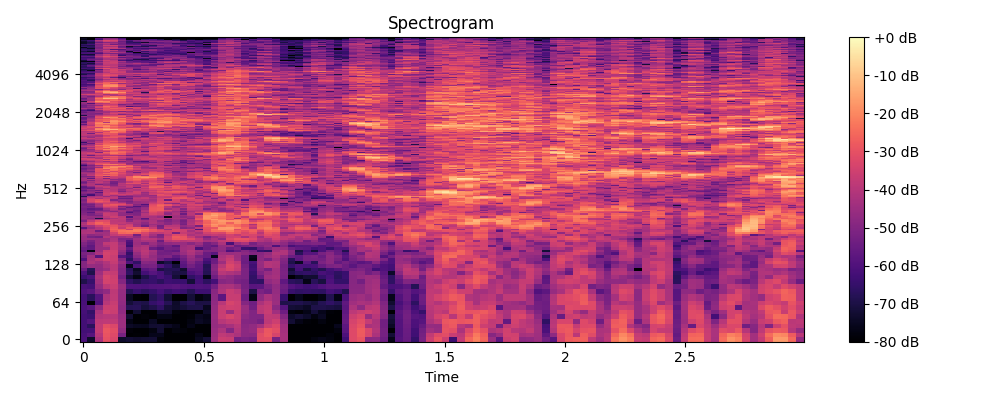 Spectrogram
Hz
4096
2048
1024
512
256
128
64
0
0
0.5
1
1.5
2
2.5
Time
+0 dB
-10 dB
-20 dB
-30 dB
-40 dB
-50 dB
-60 dB
-70 dB
-80 dB